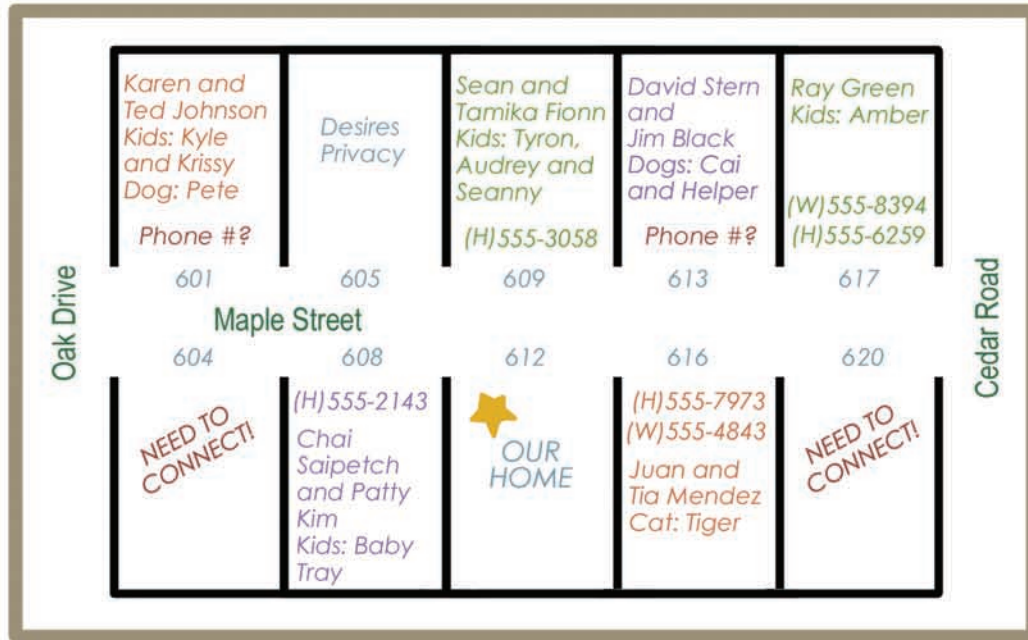 Karen and
Ted Johnson
Kids: Kyle
and Krissy
Dog: Pete
Phone #?
601
Desires
Privacy
605
Sean and
Tamika Fionn
Kids: Tyron,
Audrey and
Seanny
(H)555-3058
609
David Stern
and
Jim Black
Dogs: Cai
and Helper
Phone #?
613
Ray Green
Kids: Amber
(W)555-8394
(H)555-6259
617
Oak Drive
Maple Street
Cedar Road
604
NEED TO
CONNECT!
608
(H)555-2143
Chai
Saipetch
and Patty
Kim
Kids: Baby
Tray
612
OUR
HOME
616
(H)555-7973
(W)555-4843
Juan and
Tia Mendez
Cat: Tiger
620
NEED TO
CONNECT!